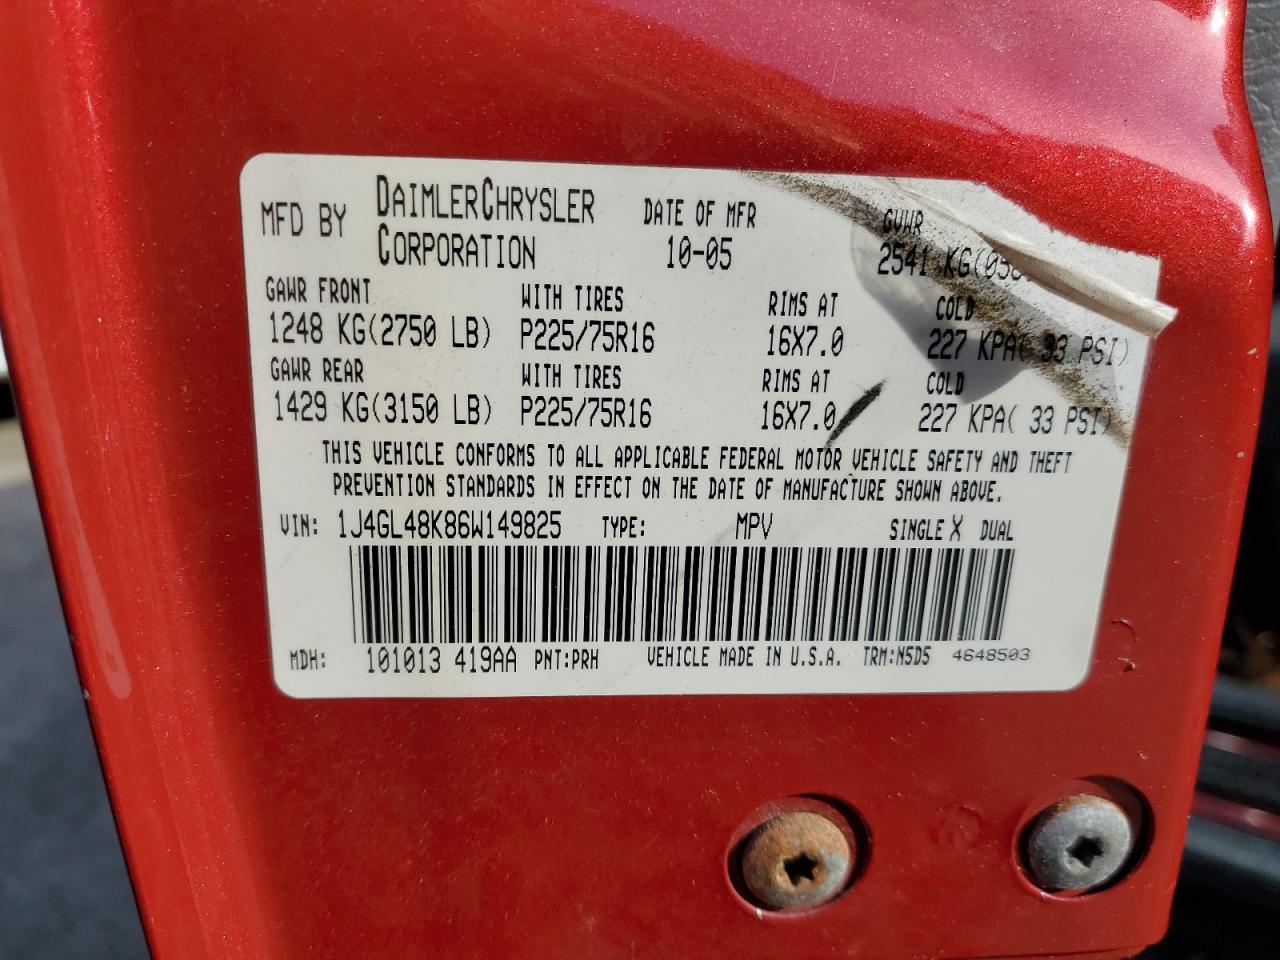 MFD BY DAIMLERCHRYSLER CORPORATION DATE OF MFR 10-05 GVWR 2541 KG(
GAWR FRONT WITH TIRES RIMS AT COLD
1248 KG(2750 LB) P225/75R16 16X7.0 227 KPA( 33 PSI)
GAWR REAR WITH TIRES RIMS AT COLD
1429 KG(3150 LB) P225/75R16 16X7.0 227 KPA( 33 PSI)
THIS VEHICLE CONFORMS TO ALL APPLICABLE FEDERAL MOTOR VEHICLE SAFETY AND THEFT
PREVENTION STANDARDS IN EFFECT ON THE DATE OF MANUFACTURE SHOWN ABOVE.
VIN: 1J4GL48K86W149825 TYPE: MPV SINGLE X DUAL
MDH: 101013 419AA PNT:PRH VEHICLE MADE IN U.S.A. TRM:N5D5 4648503